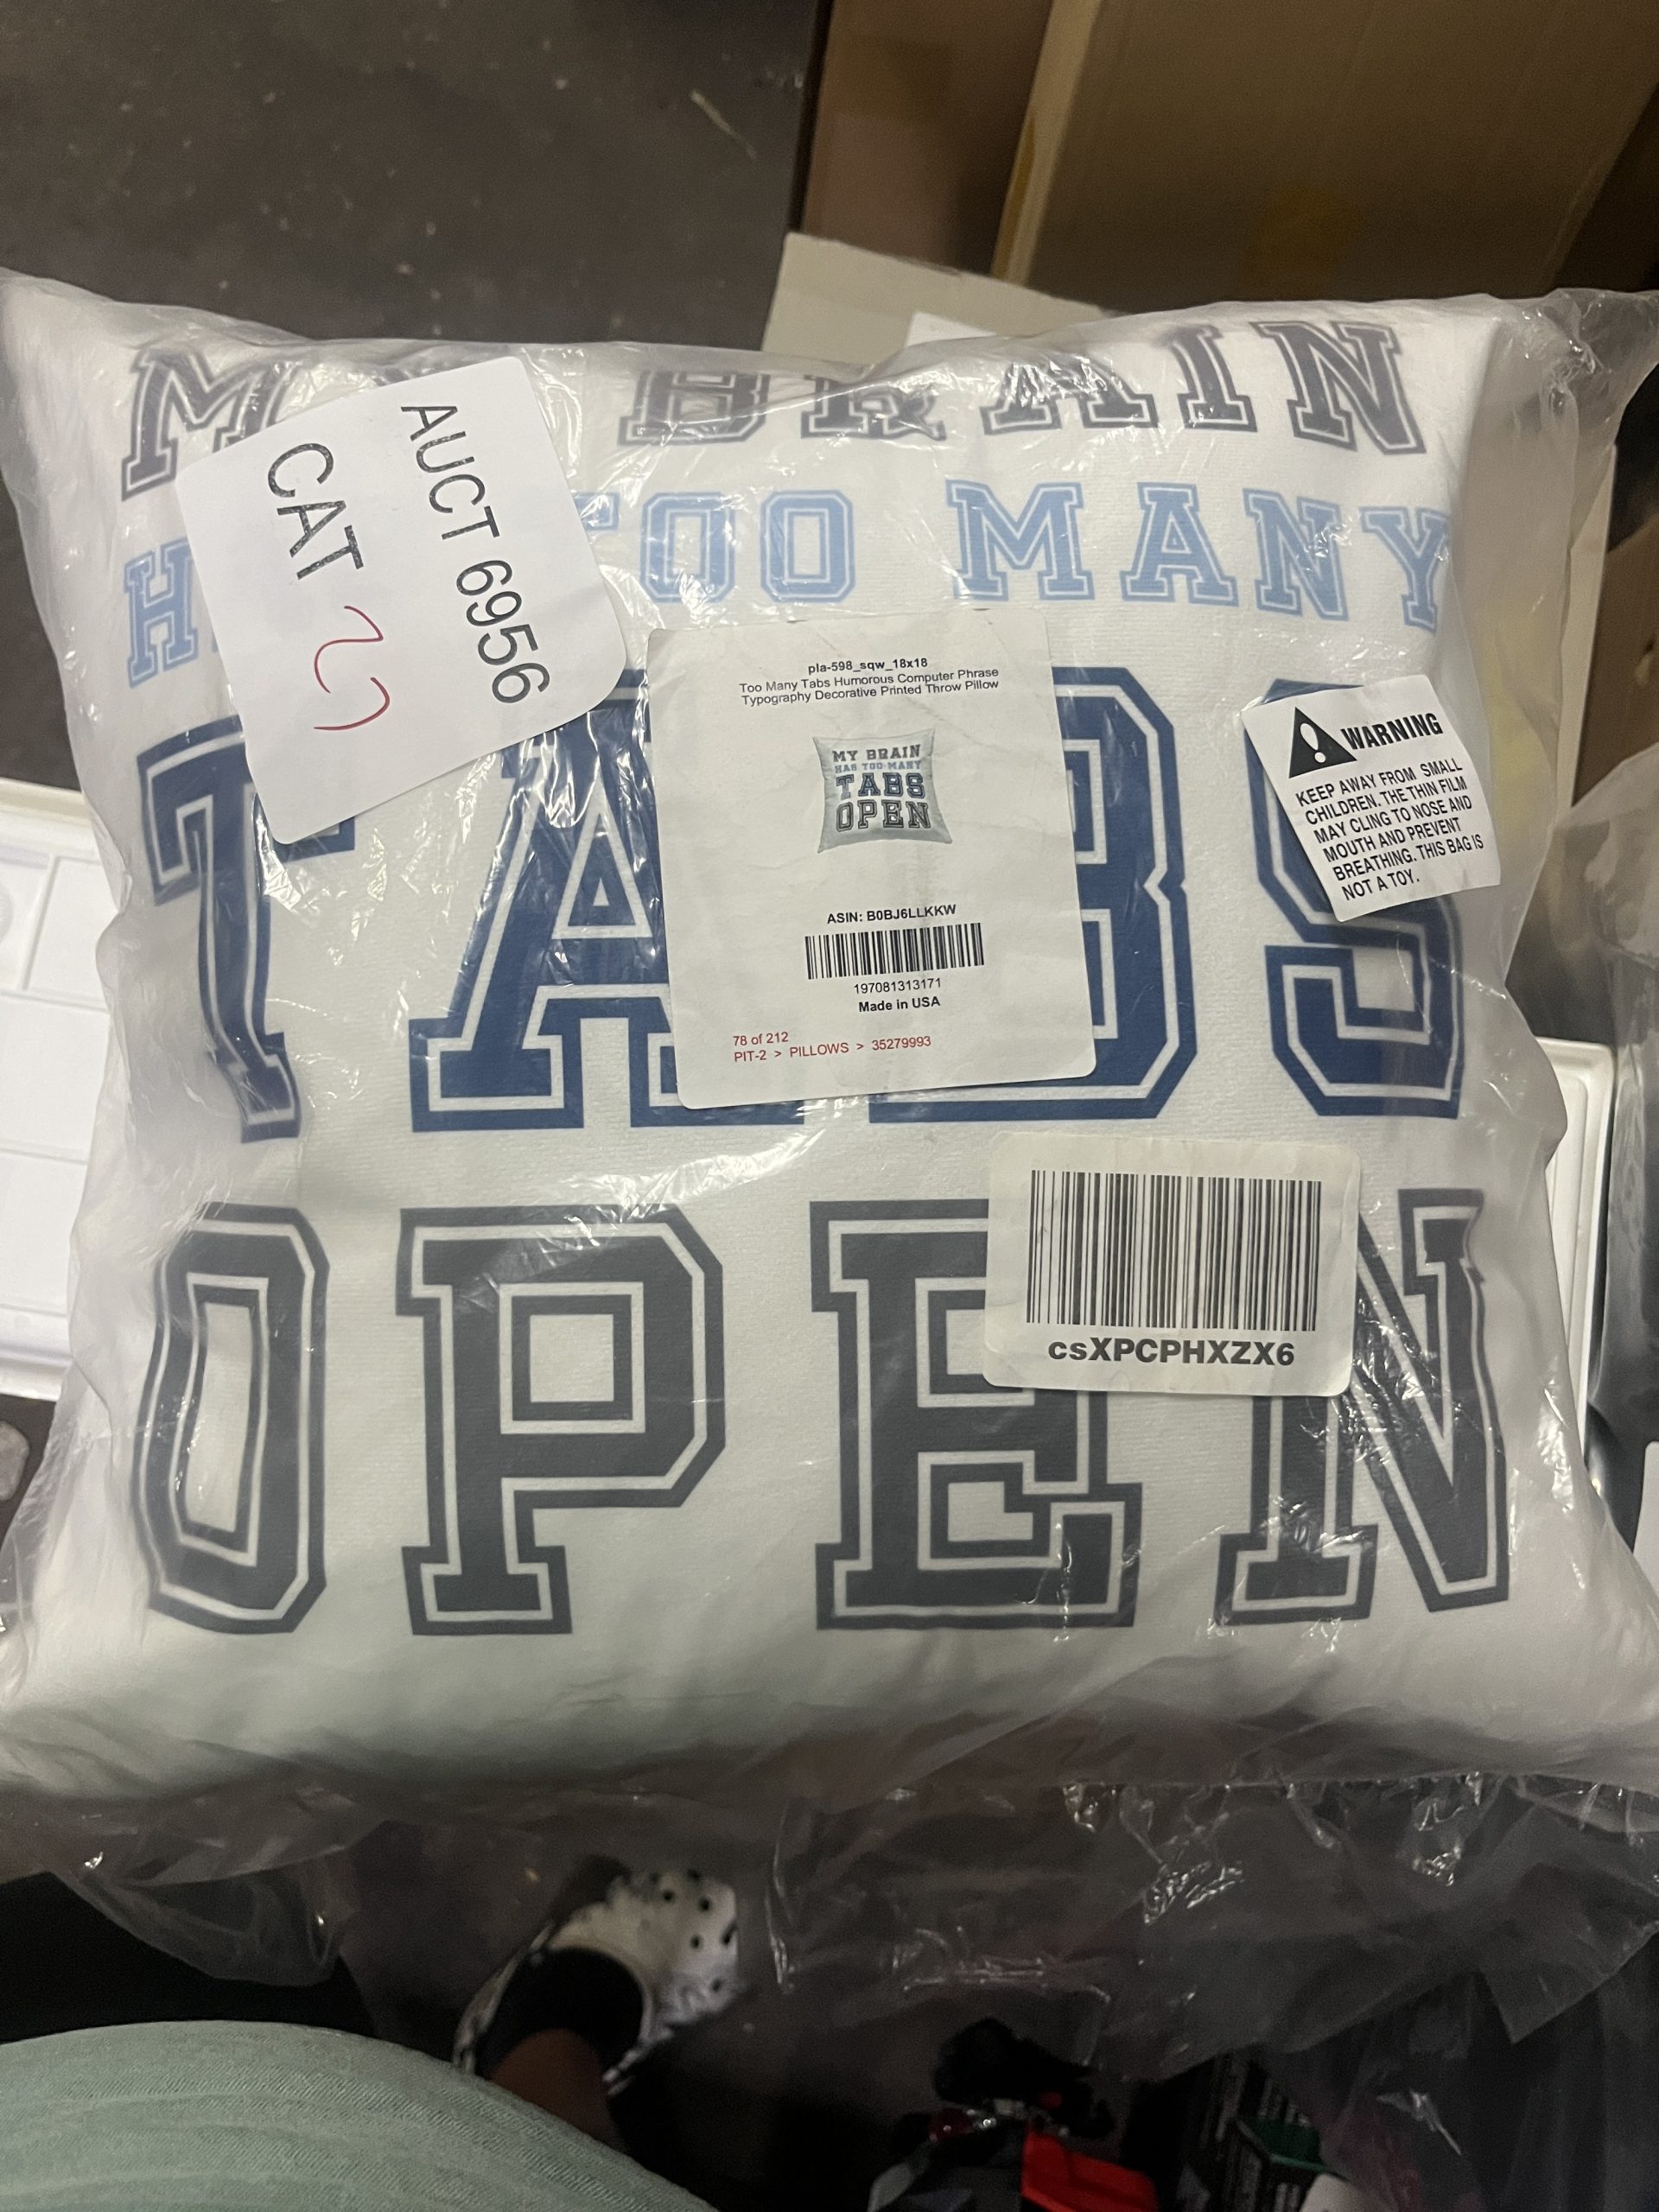 BRAIN
TOO MANY
TABS
OPEN
AUCT 6956
CAT
pla-598_sqw_18x18
Too Many Tabs Humorous Computer Phrase
Typography Decorative Printed Throw Pillow
MY BRAIN
HAS TOO MANY
TABS
OPEN
ASIN: B0BJ6LLKKW
197081313171
Made in USA
78 of 212
PIT-2 > PILLOWS > 35279993
WARNING
KEEP AWAY FROM SMALL
CHILDREN. THE THIN FILM
MAY CLING TO NOSE AND
MOUTH AND PREVENT
BREATHING. THIS BAG IS
NOT A TOY.
csXPCPHXZX6